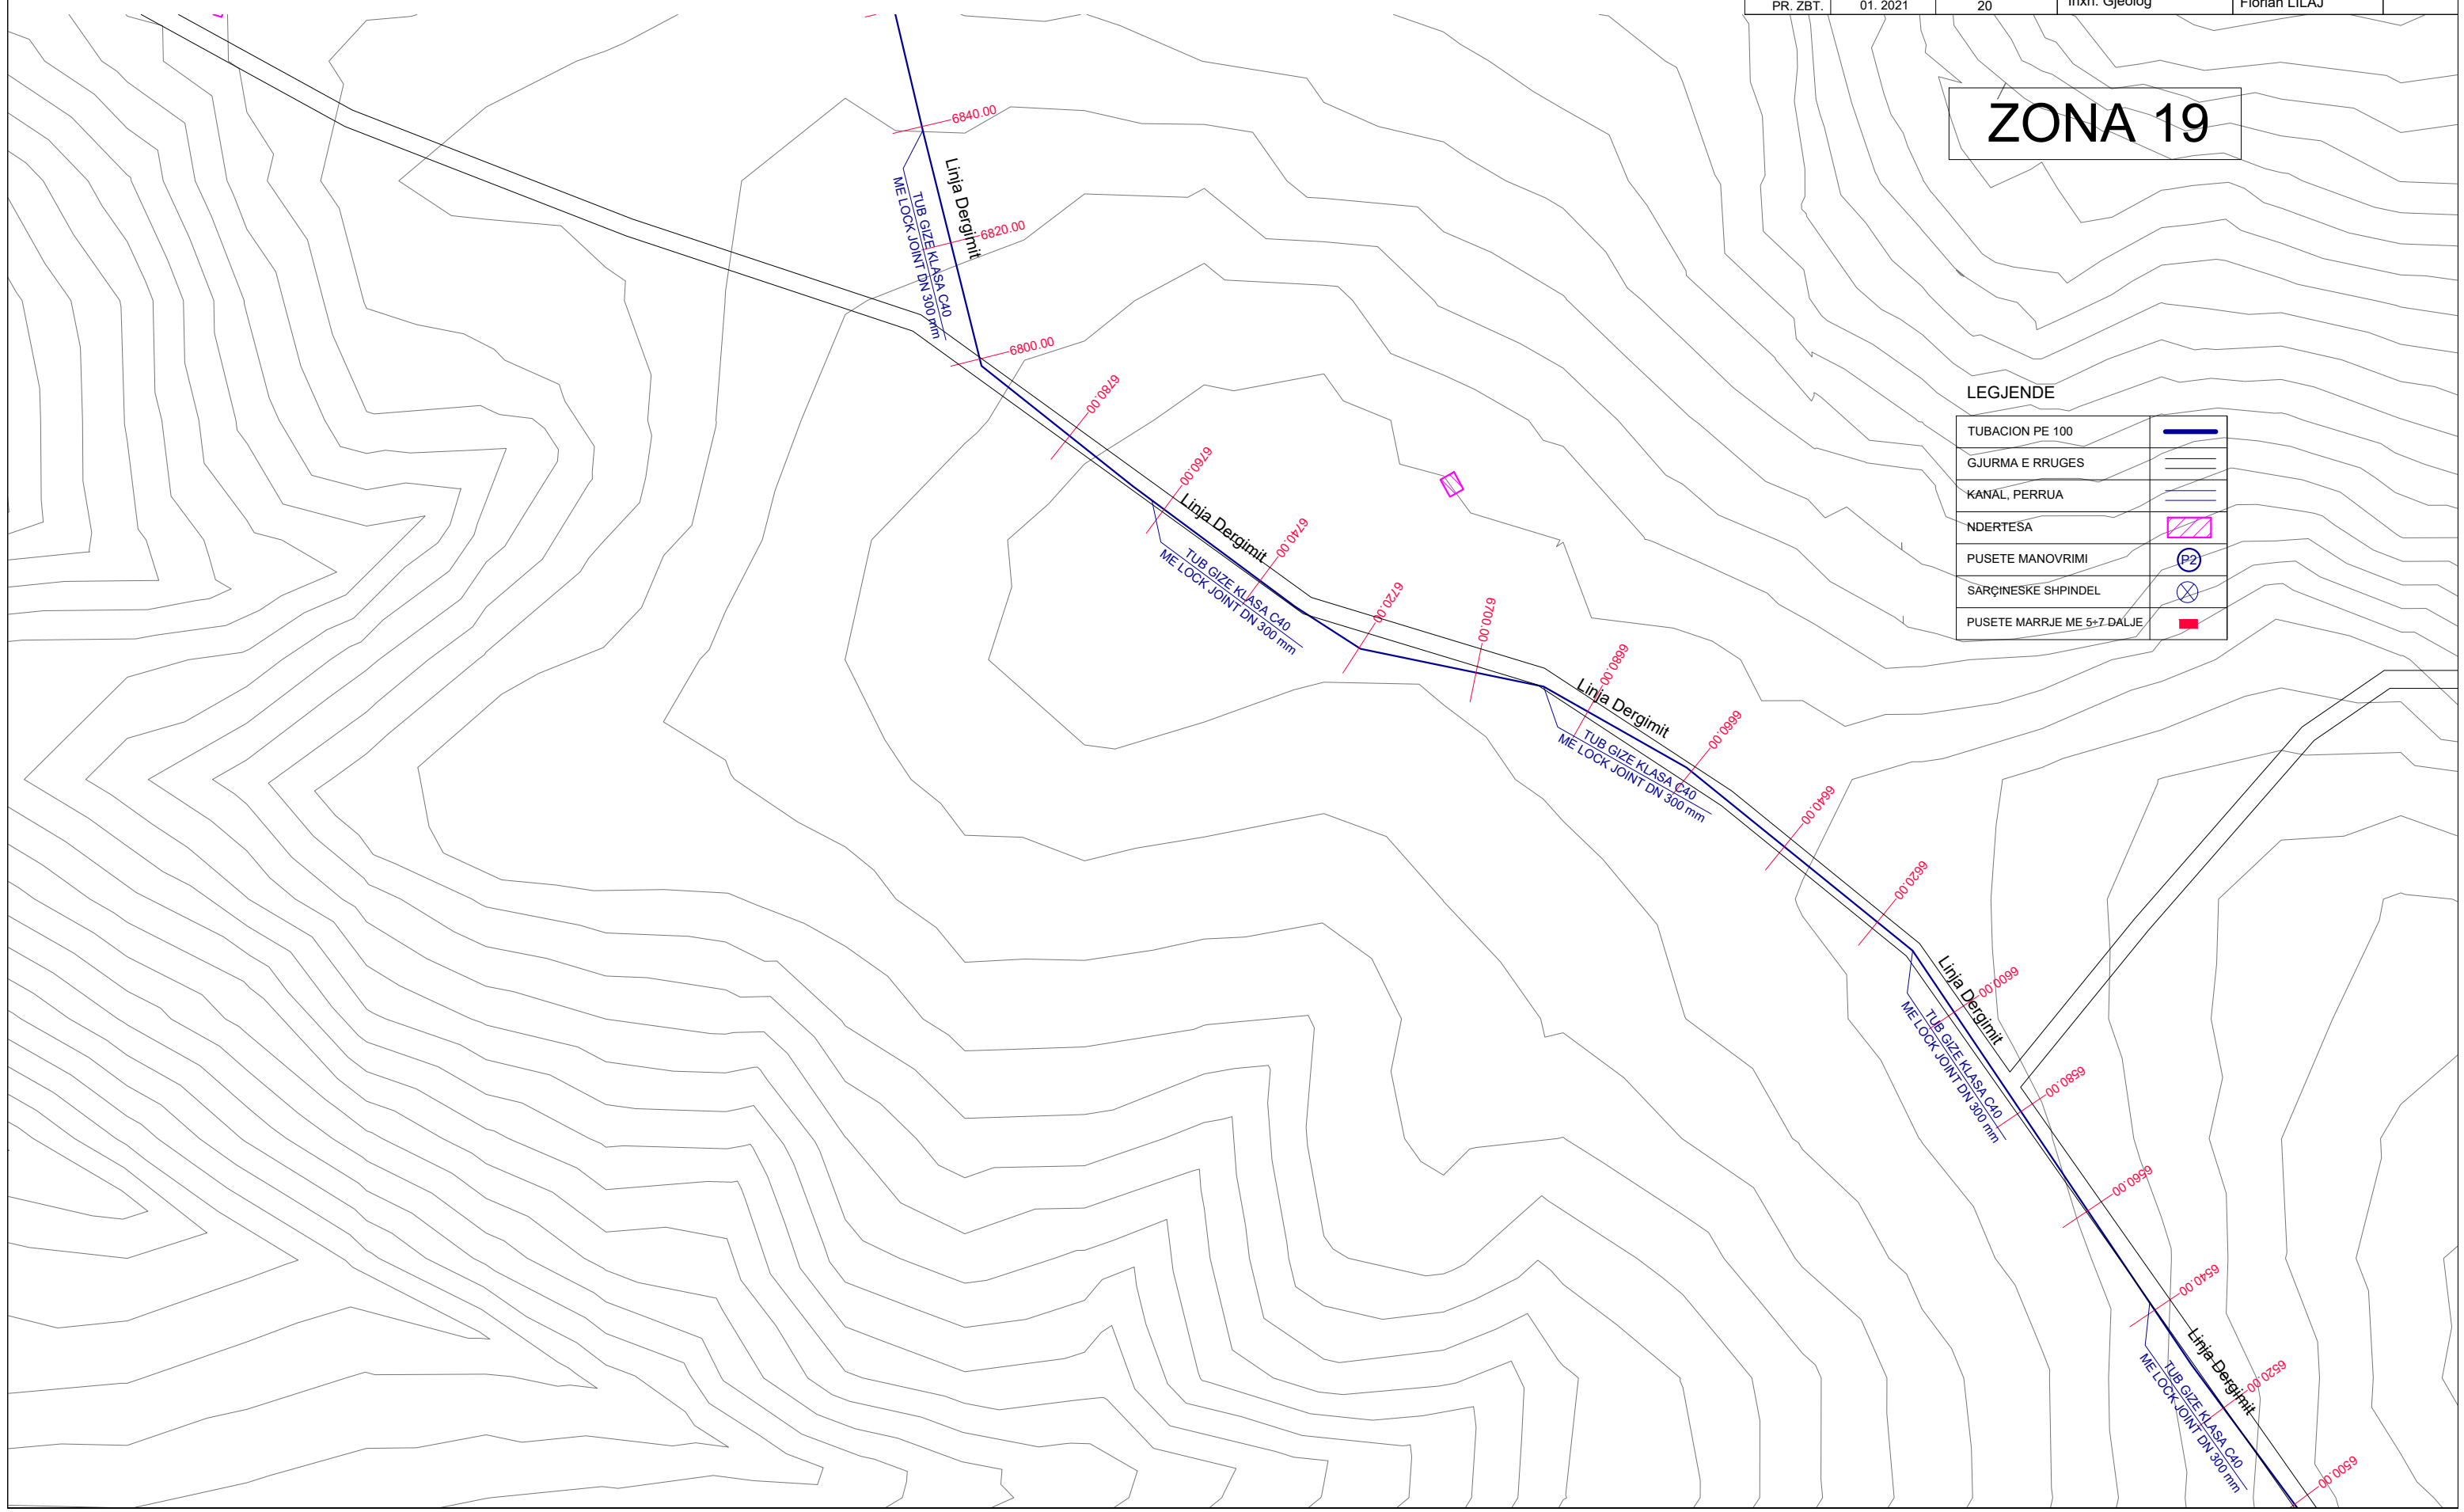 PR. ZBT. 01. 2021 20 Inxh. Gjeolog Florian LILAJ
ZONA 19
6840.00
Linja Dergimit
TUB GIZE KLASA C40
ME LOCK JOINT DN 300 mm
6820.00
6800.00
6780.00
6760.00
Linja Dergimit
6740.00
TUB GIZE KLASA C40
ME LOCK JOINT DN 300 mm
6720.00
6700.00
6680.00
Linja Dergimit
TUB GIZE KLASA C40
ME LOCK JOINT DN 300 mm
6660.00
6640.00
6620.00
Linja Dergimit
6600.00
TUB GIZE KLASA C40
ME LOCK JOINT DN 300 mm
6580.00
6560.00
6540.00
Linja Dergimit
6520.00
TUB GIZE KLASA C40
ME LOCK JOINT DN 300 mm
6500.00
LEGJENDE
TUBACION PE 100
GJURMA E RRUGES
KANAL, PERRUA
NDERTESA
PUSETE MANOVRIMI P2
SARÇINESKE SHPINDEL
PUSETE MARRJE ME 5÷7 DALJE